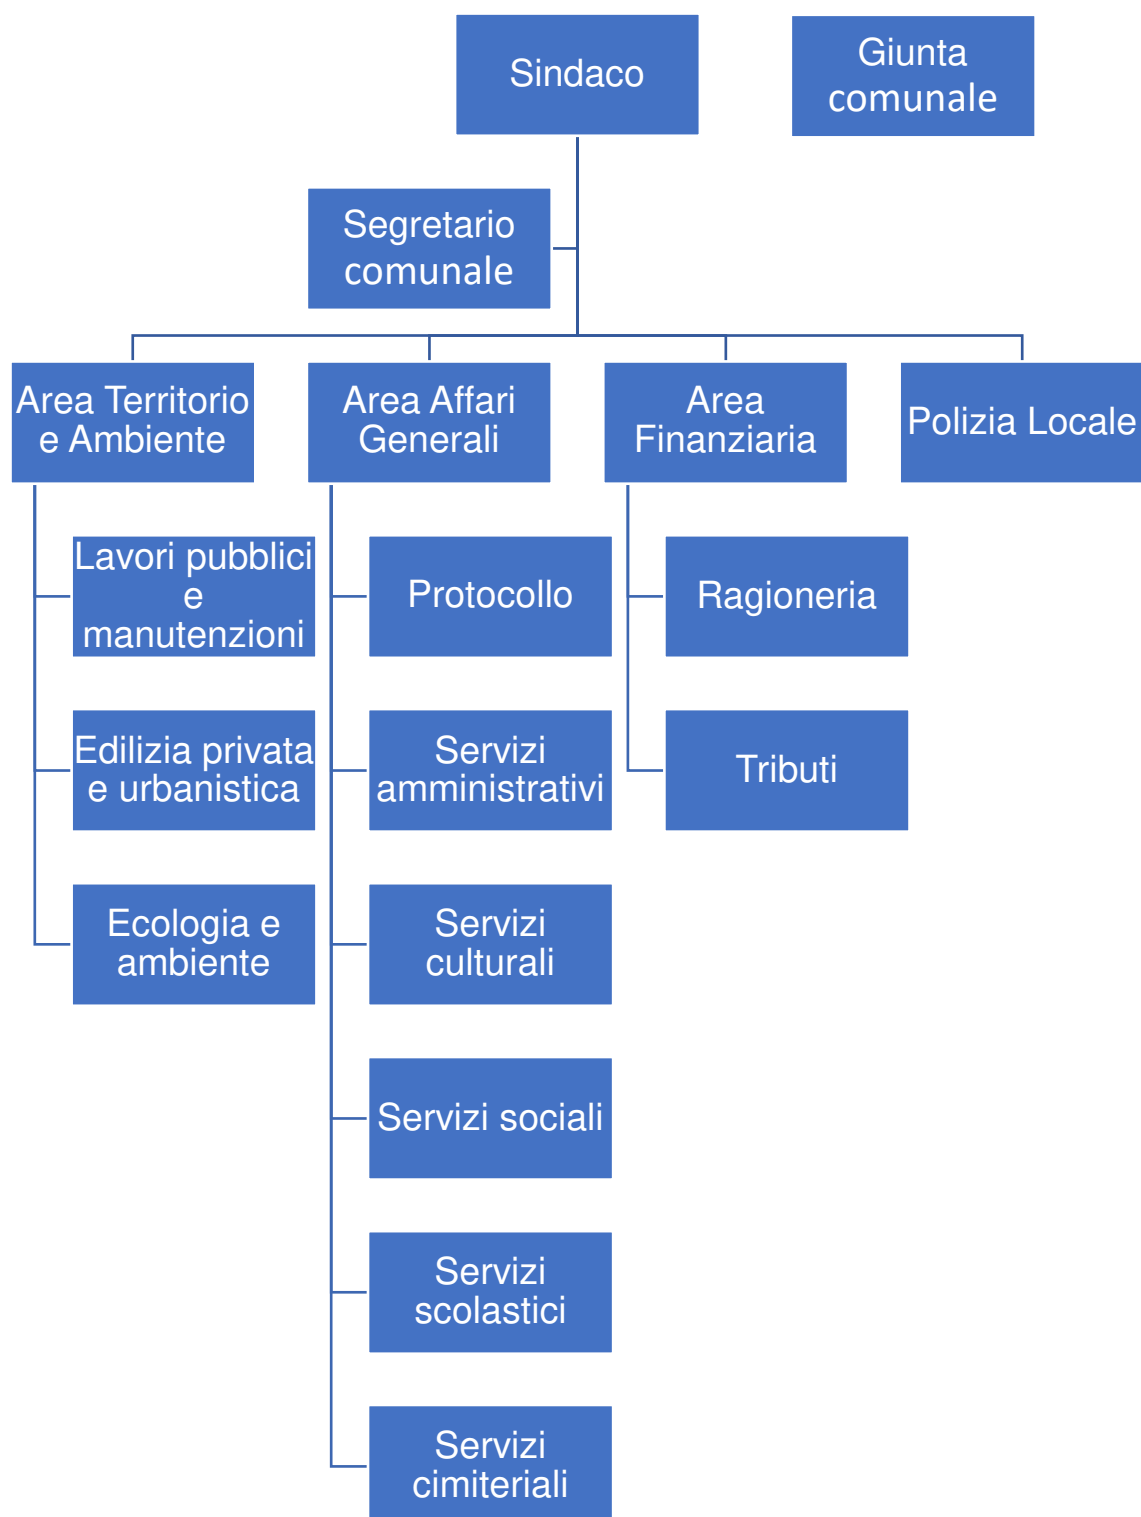 Sindaco
Giunta
comunale
Segretario
comunale
Area Territorio
e Ambiente
Area Affari
Generali
Area
Finanziaria
Polizia Locale
Lavori pubblici
e
manutenzioni
Protocollo
Ragioneria
Edilizia privata
e urbanistica
Servizi
amministrativi
Tributi
Ecologia e
ambiente
Servizi
culturali
Servizi sociali
Servizi
scolastici
Servizi
cimiteriali